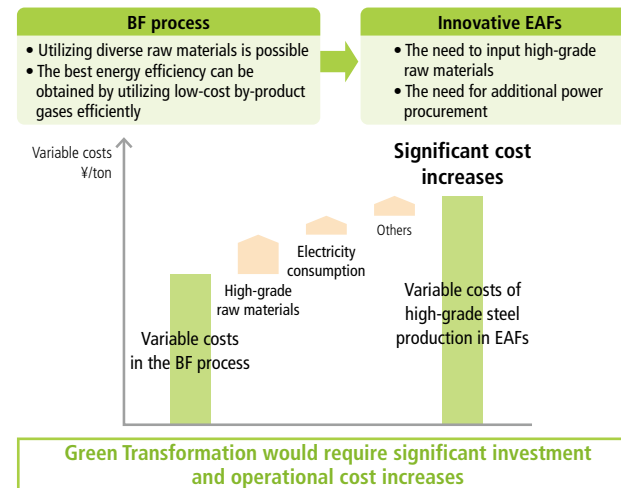 BF process
• Utilizing diverse raw materials is possible
• The best energy efficiency can be
obtained by utilizing low-cost by-product
gases efficiently
Innovative EAFs
• The need to input high-grade
raw materials
• The need for additional power
procurement
Variable costs
¥/ton
Significant cost
increases
Others
Electricity
consumption
High-grade
raw materials
Variable costs
in the BF process
Variable costs of
high-grade steel
production in EAFs
Green Transformation would require significant investment
and operational cost increases